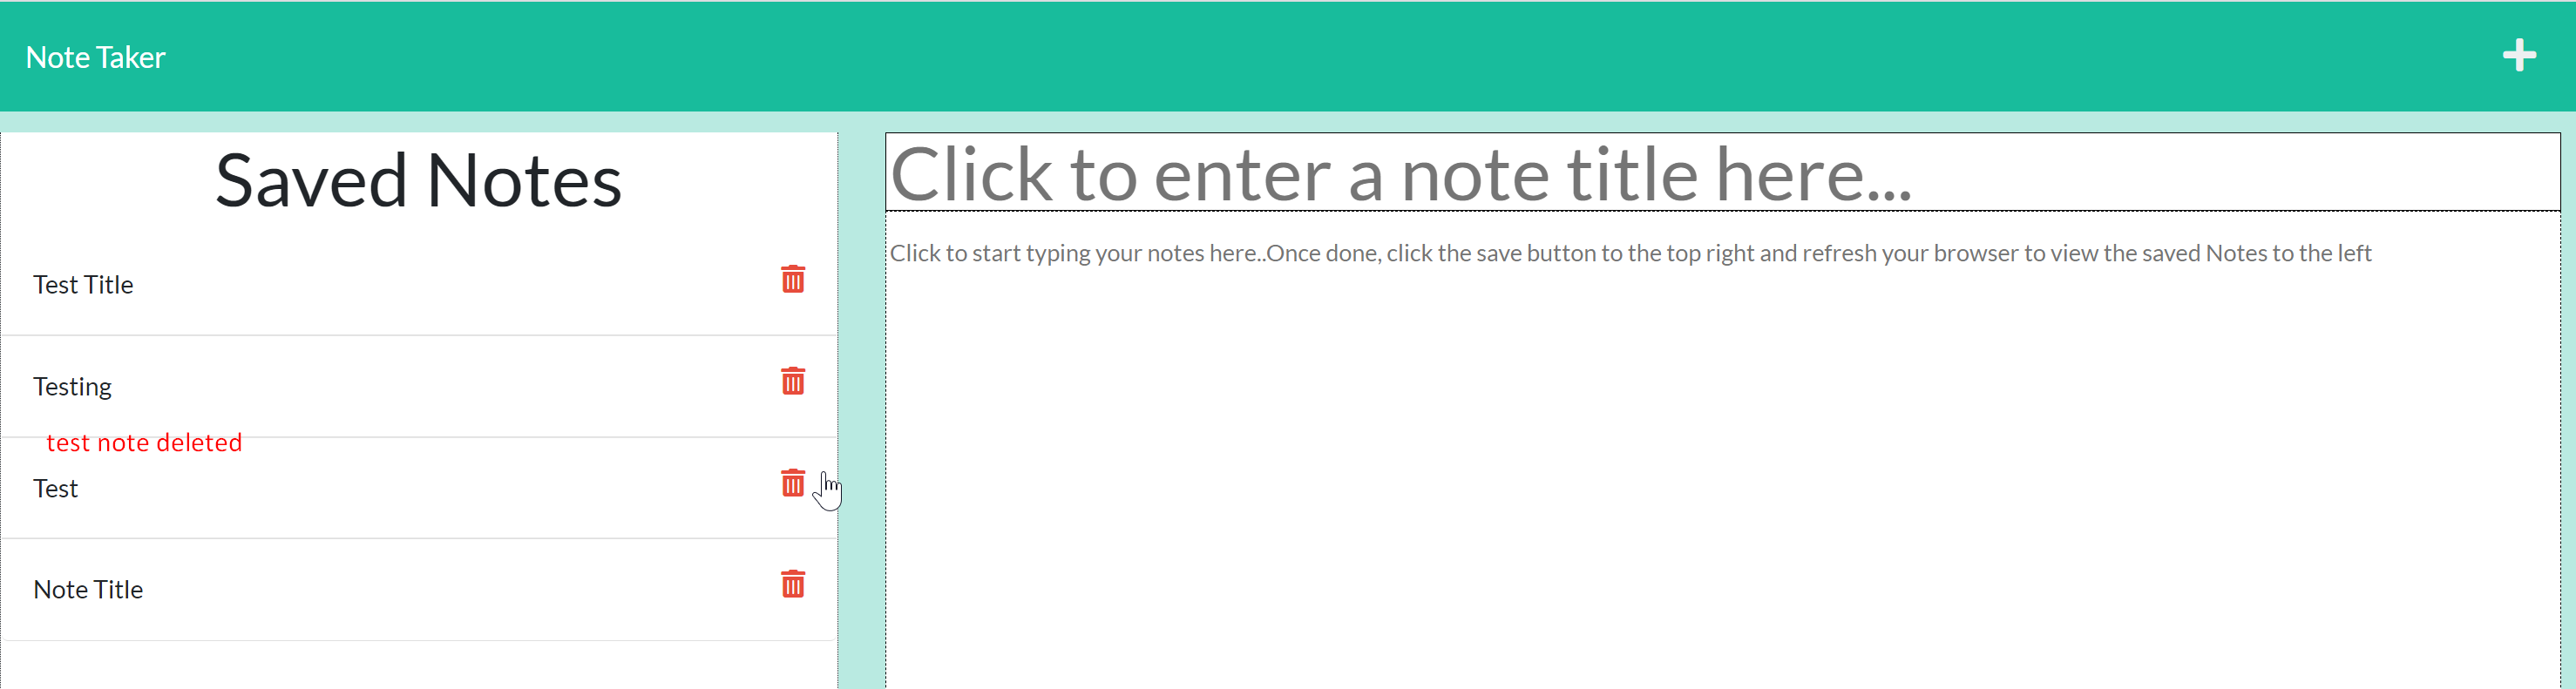 Note Taker
Saved Notes
Test Title
Testing
test note deleted
Test
Note Title
Click to enter a note title here...
Click to start typing your notes here..Once done, click the save button to the top right and refresh your browser to view the saved Notes to the left